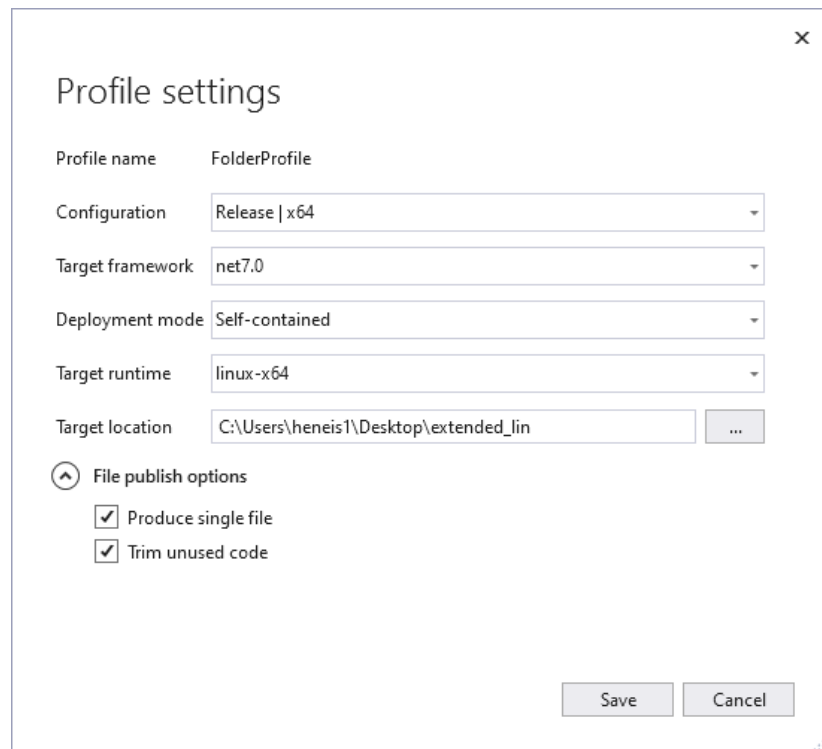 Profile settings
Profile name FolderProfile
Configuration Release | x64
Target framework net7.0
Deployment mode Self-contained
Target runtime linux-x64
Target location C:\Users\heneis1\Desktop\extended_lin ...
File publish options
Produce single file
Trim unused code
Save Cancel